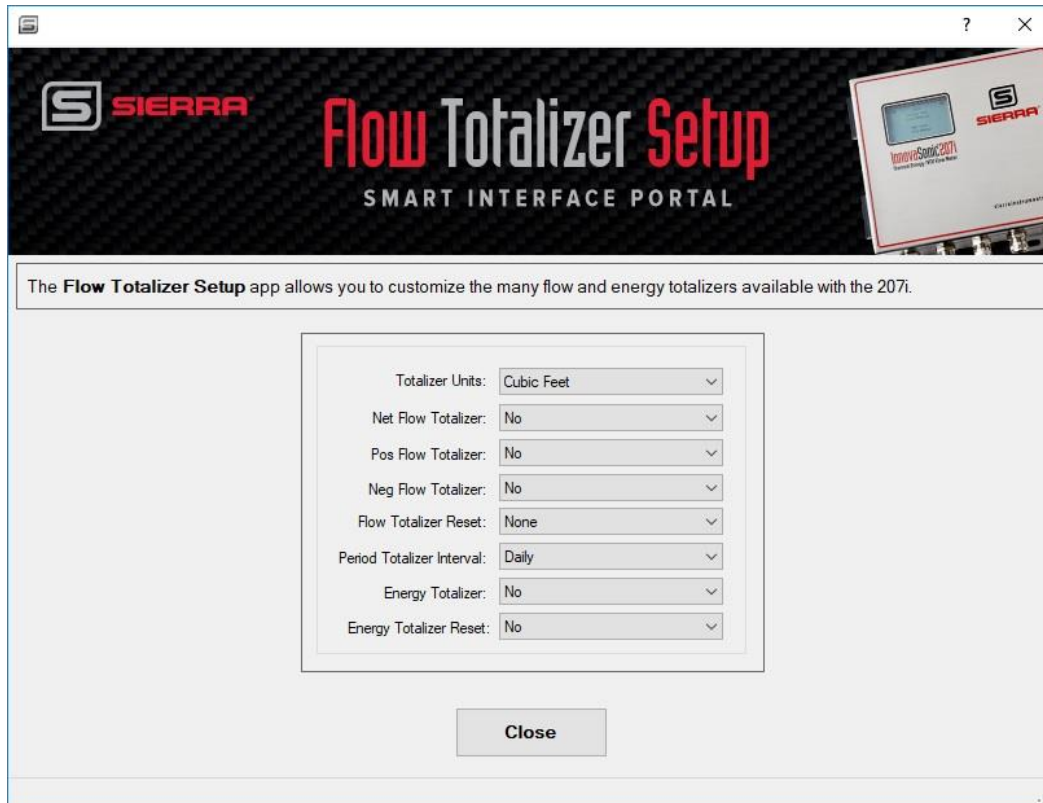 ?
SIERRA
Flow Totalizer Setup
SMART INTERFACE PORTAL
SIERRA
InnovaSonic207i
The Flow Totalizer Setup app allows you to customize the many flow and energy totalizers available with the 207i.
Totalizer Units: Cubic Feet
Net Flow Totalizer: No
Pos Flow Totalizer: No
Neg Flow Totalizer: No
Flow Totalizer Reset: None
Period Totalizer Interval: Daily
Energy Totalizer: No
Energy Totalizer Reset: No
Close